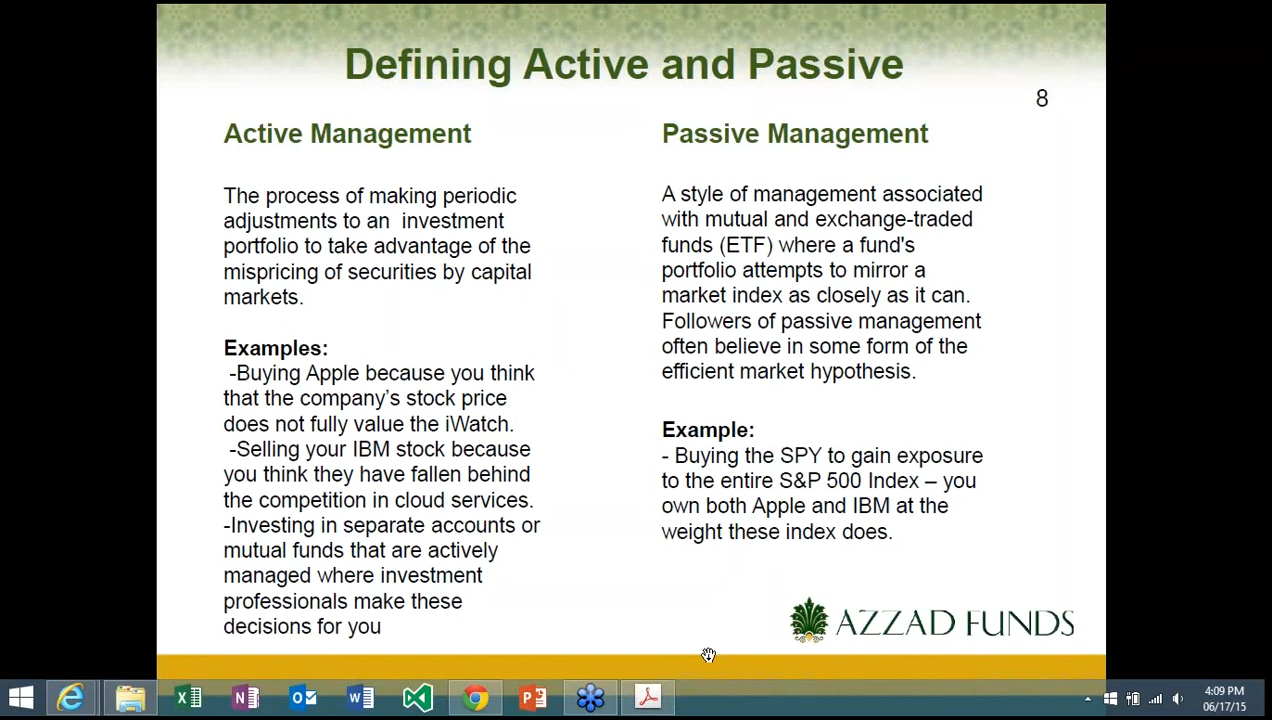 Defining Active and Passive
8
Active Management
The process of making periodic
adjustments to an investment
portfolio to take advantage of the
mispricing of securities by capital
markets.
Examples:
-Buying Apple because you think
that the company's stock price
does not fully value the iWatch.
-Selling your IBM stock because
you think they have fallen behind
the competition in cloud services.
-Investing in separate accounts or
mutual funds that are actively
managed where investment
professionals make these
decisions for you
Passive Management
A style of management associated
with mutual and exchange-traded
funds (ETF) where a fund's
portfolio attempts to mirror a
market index as closely as it can.
Followers of passive management
often believe in some form of the
efficient market hypothesis.
Example:
- Buying the SPY to gain exposure
to the entire S&P 500 Index – you
own both Apple and IBM at the
weight these index does.
AZZAD FUNDS
4:09 PM
06/17/15